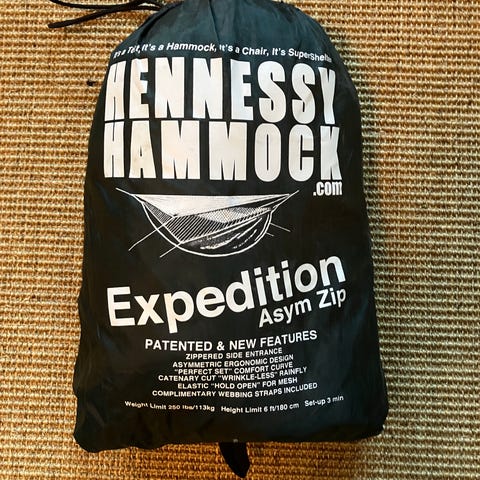 It's a Tent, It's a Hammock, It's a Chair, It's SuperShelter
HENNESSY
HAMMOCK
.com
Expedition
Asym Zip
PATENTED & NEW FEATURES
ZIPPERED SIDE ENTRANCE
ASYMMETRIC ERGONOMIC DESIGN
"PERFECT SET" COMFORT CURVE
CATENARY CUT "WRINKLE-LESS" RAINFLY
ELASTIC "HOLD OPEN" FOR MESH
COMPLIMENTARY WEBBING STRAPS INCLUDED
Weight Limit 250 lbs/113kg Height Limit 6 ft/180 cm Set-up 3 min